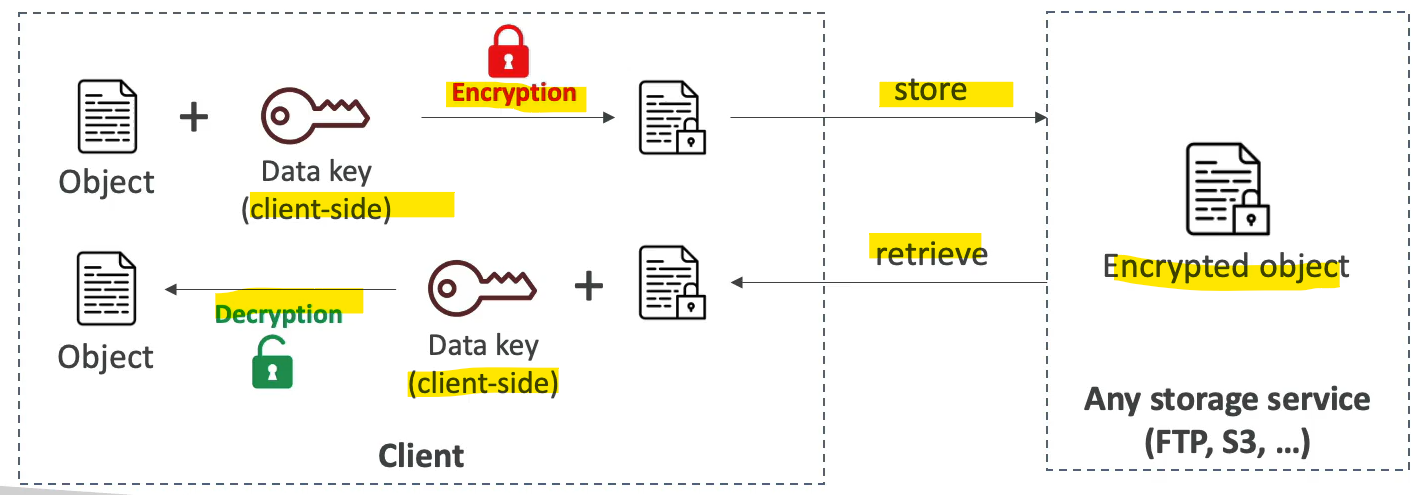 Encryption
store
Object
+
Data key
(client-side)
retrieve
Encrypted object
+
Decryption
Object
Data key
(client-side)
Any storage service
(FTP, S3, …)
Client